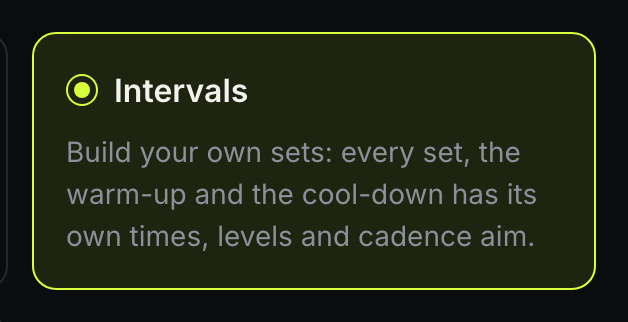 Intervals
Build your own sets: every set, the
warm-up and the cool-down has its
own times, levels and cadence aim.